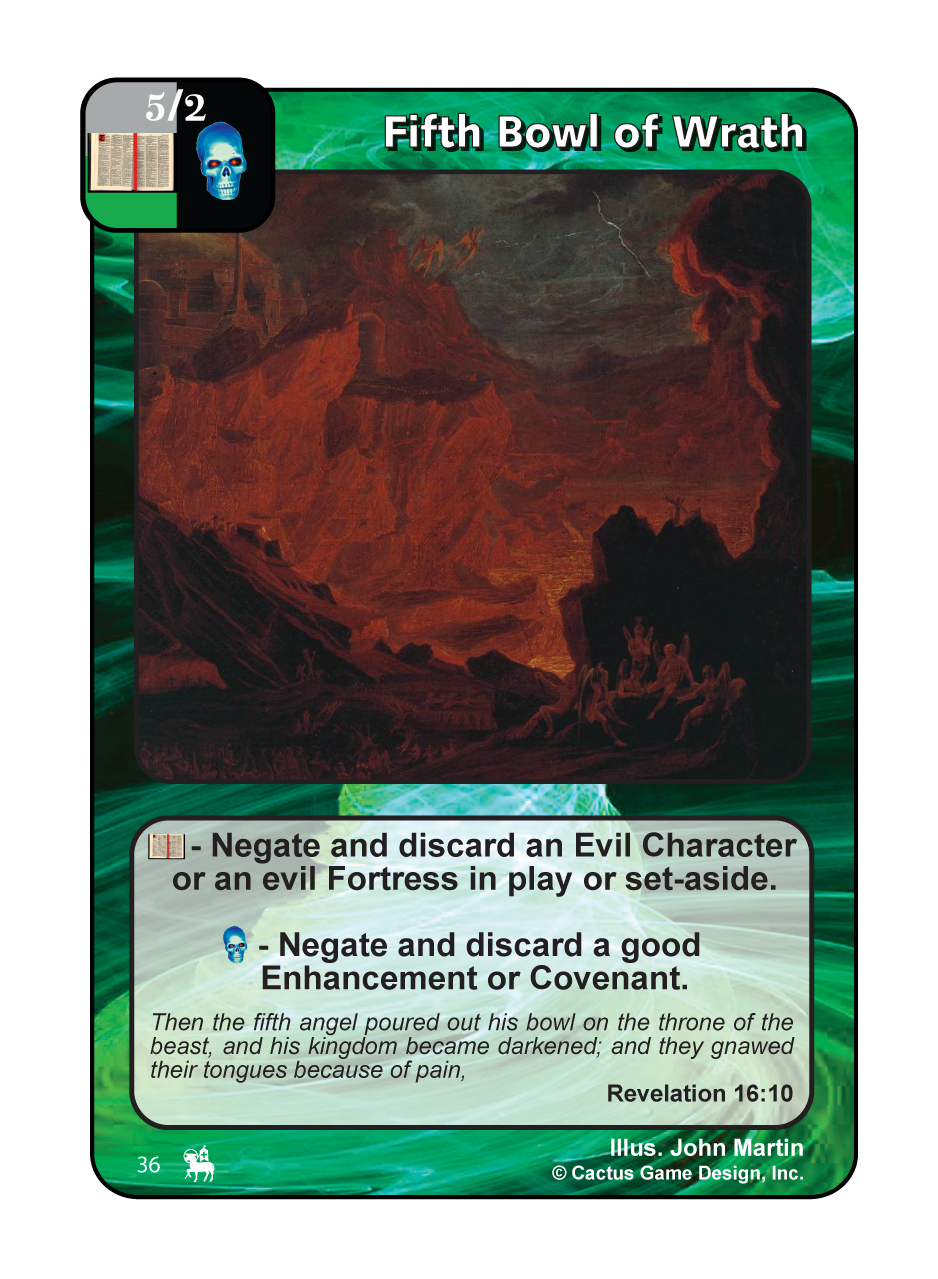 5/2
Fifth Bowl of Wrath
- Negate and discard an Evil Character
or an evil Fortress in play or set-aside.
- Negate and discard a good
Enhancement or Covenant.
Then the fifth angel poured out his bowl on the throne of the
beast, and his kingdom became darkened; and they gnawed
their tongues because of pain,
Revelation 16:10
Illus. John Martin
36
© Cactus Game Design, Inc.